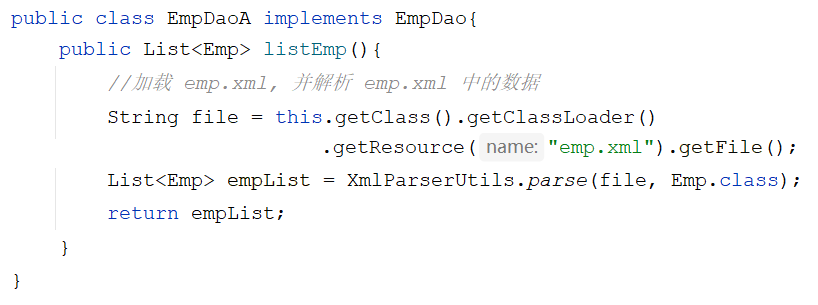 public class EmpDaoA implements EmpDao{
public List<Emp> listEmp(){
//加载 emp.xml, 并解析 emp.xml 中的数据
String file = this.getClass().getClassLoader()
.getResource( name: "emp.xml").getFile();
List<Emp> empList = XmlParserUtils.parse(file, Emp.class);
return empList;
}
}